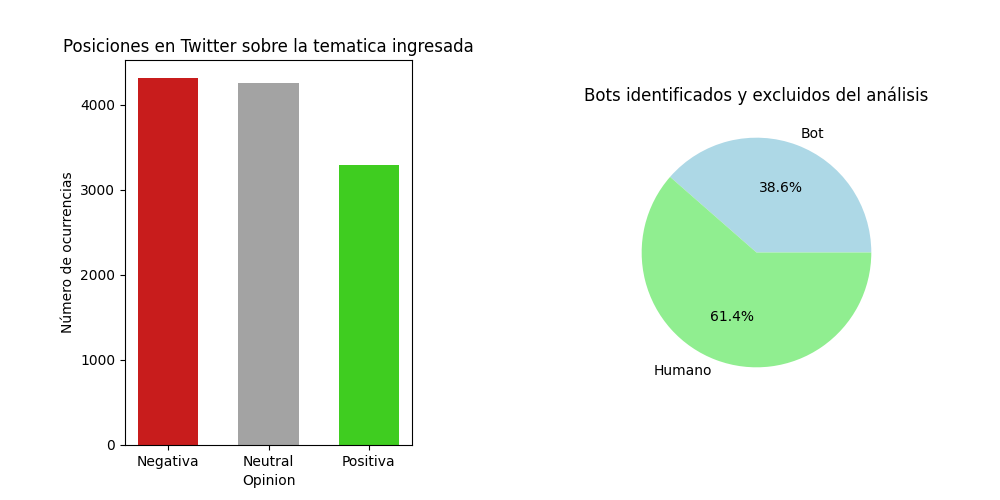 Posiciones en Twitter sobre la tematica ingresada
Número de ocurrencias
4000
3000
2000
1000
0
Negativa
Neutral
Positiva
Opinion
Bots identificados y excluidos del análisis
Bot
38.6%
61.4%
Humano